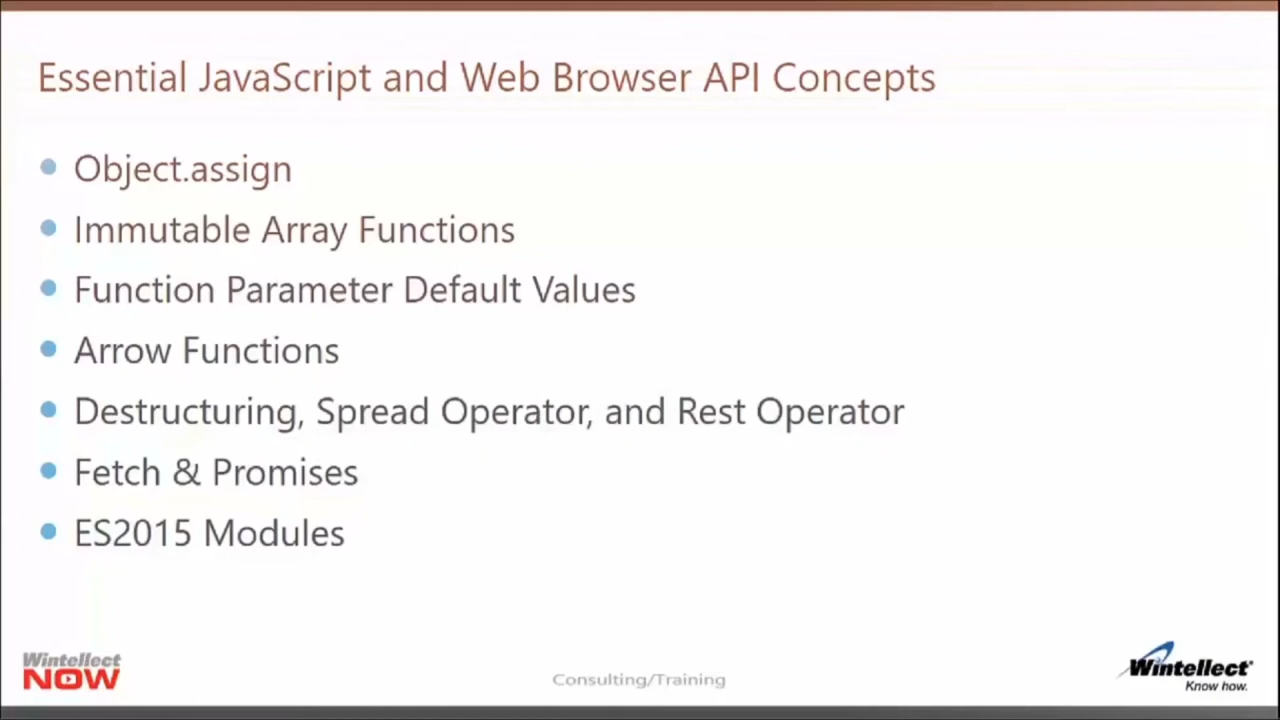 Essential JavaScript and Web Browser API Concepts
Object.assign
Immutable Array Functions
Function Parameter Default Values
Arrow Functions
Destructuring, Spread Operator, and Rest Operator
Fetch & Promises
ES2015 Modules
Wintellect
NOW
Consulting/Training
Wintellect
Know how.